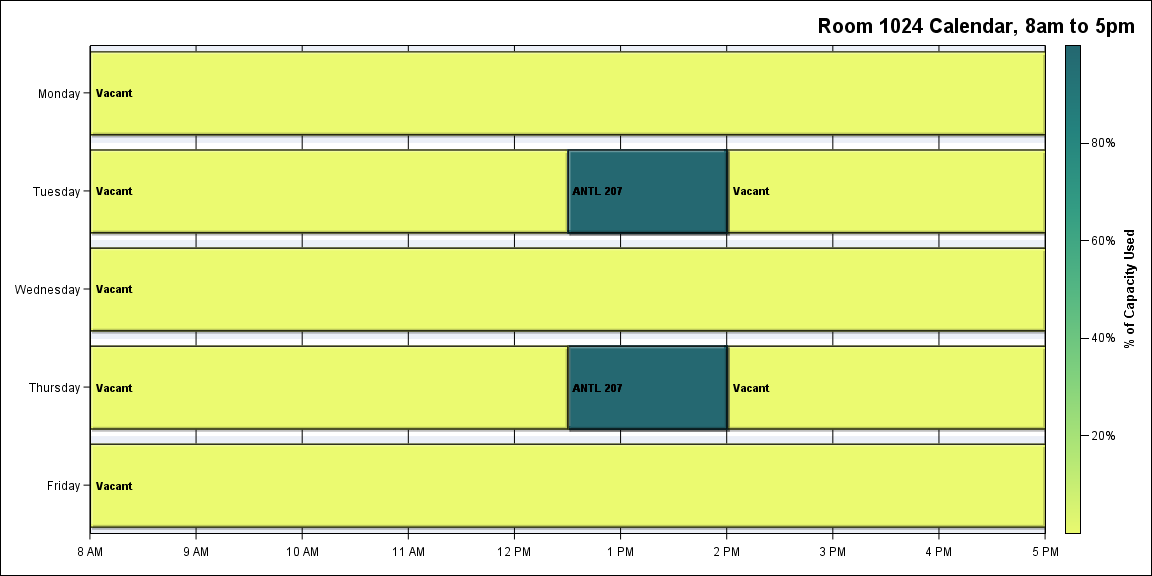 Room 1024 Calendar, 8am to 5pm
Monday
Vacant
Tuesday
Vacant
ANTL 207
Vacant
Wednesday
Vacant
Thursday
Vacant
ANTL 207
Vacant
Friday
Vacant
8 AM 9 AM 10 AM 11 AM 12 PM 1 PM 2 PM 3 PM 4 PM 5 PM
80%
60%
40%
20%
% of Capacity Used